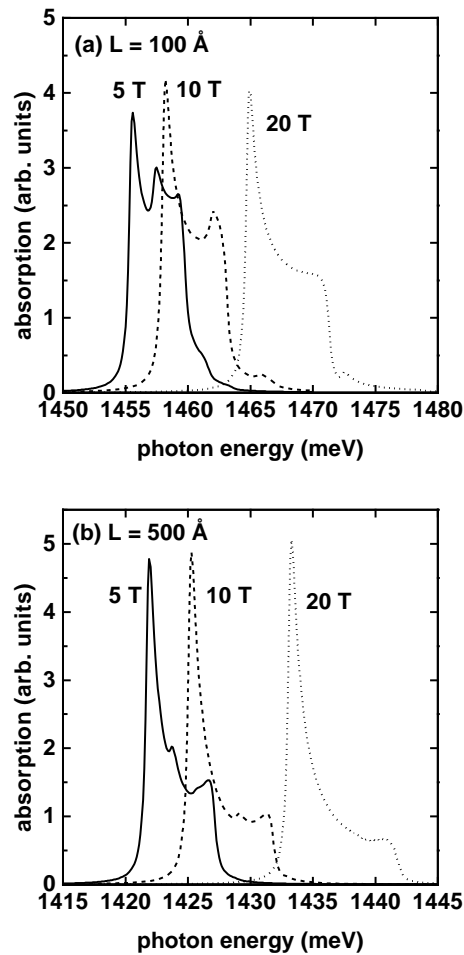 (a) L = 100 Å
5 T 10 T
20 T
absorption (arb. units)
5
4
3
2
1
0
1450 1455 1460 1465 1470 1475 1480
photon energy (meV)
(b) L = 500 Å
5 T 10 T 20 T
absorption (arb. units)
5
4
3
2
1
0
1415 1420 1425 1430 1435 1440 1445
photon energy (meV)